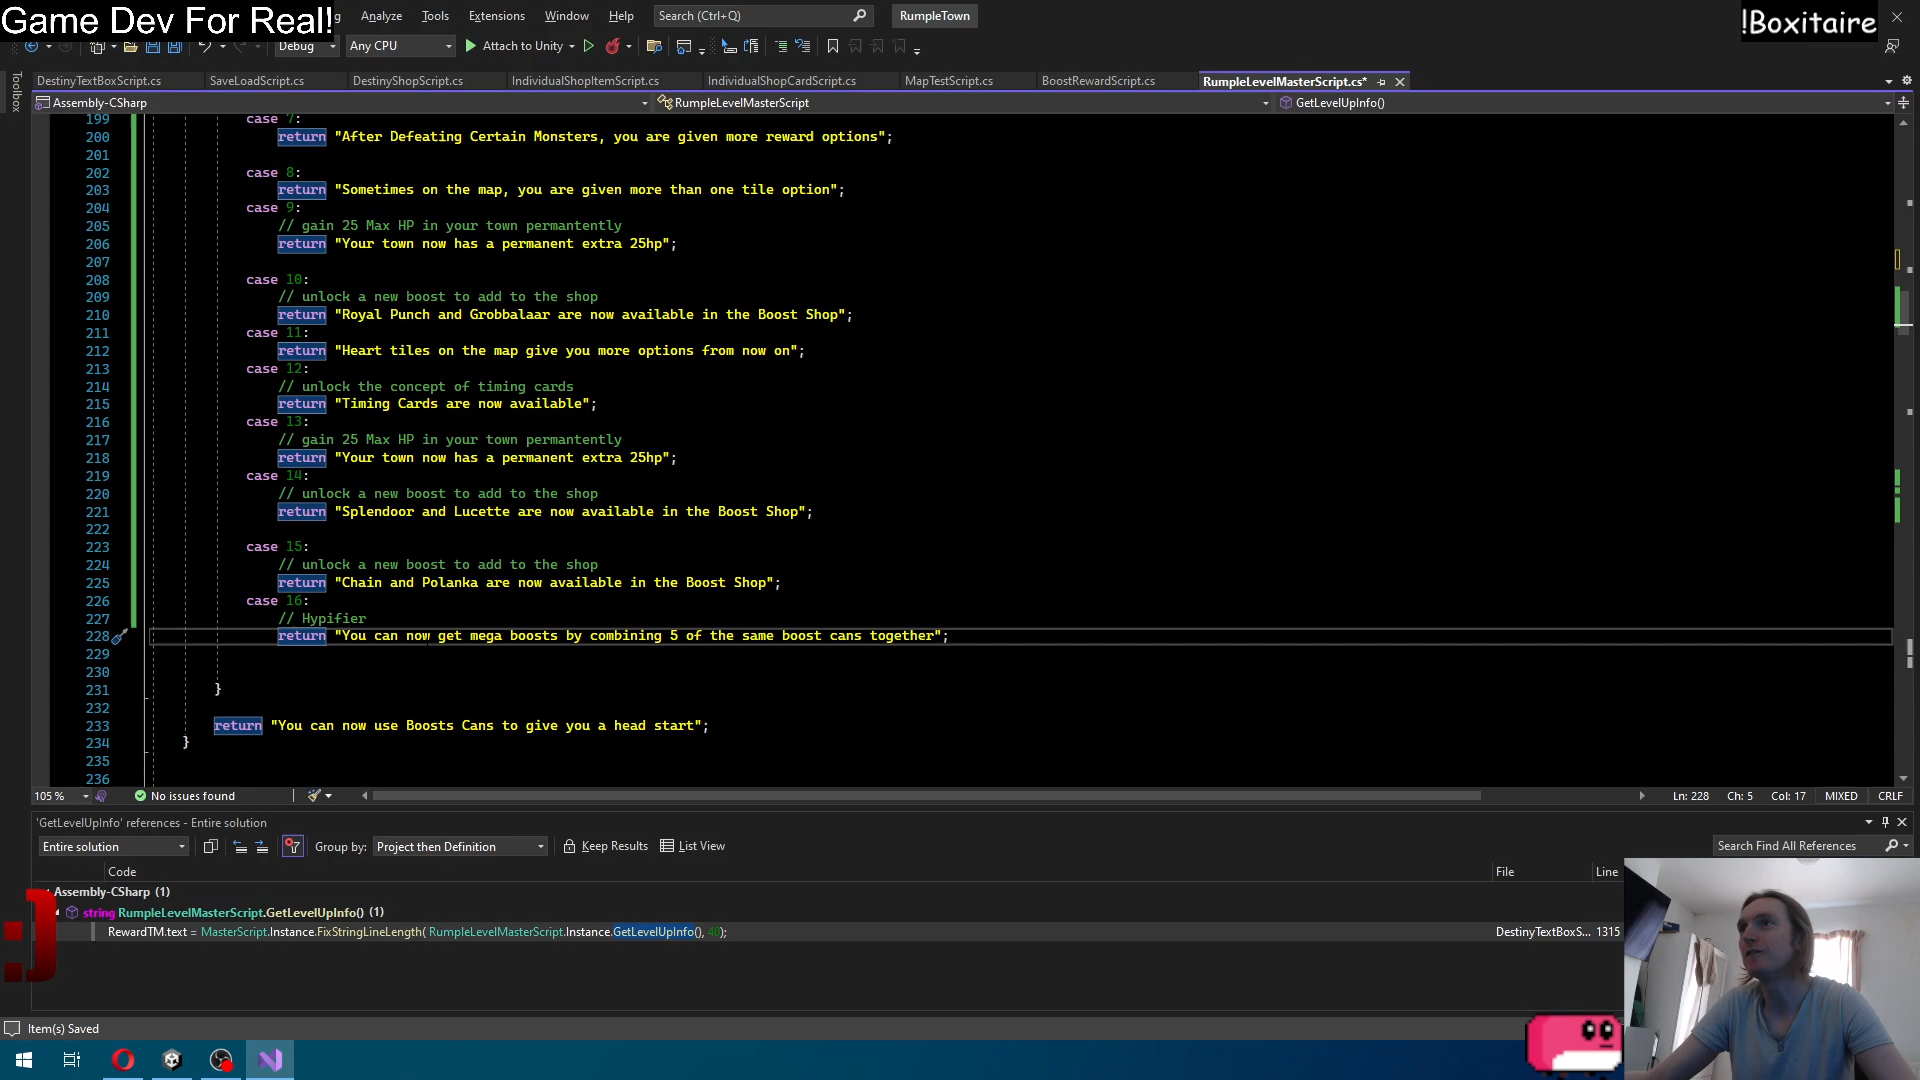 Game Dev For Real!
g Analyze Tools Extensions Window Help Search (Ctrl+Q) RumpleTown
!Boxitaire
Debug Any CPU Attach to Unity
Toolbox
DestinyTextBoxScript.cs SaveLoadScript.cs DestinyShopScript.cs IndividualShopItemScript.cs IndividualShopCardScript.cs MapTestScript.cs BoostRewardScript.cs RumpleLevelMasterScript.cs*
Assembly-CSharp RumpleLevelMasterScript GetLevelUpInfo()
199 case 7:
200 return "After Defeating Certain Monsters, you are given more reward options";
201
202 case 8:
203 return "Sometimes on the map, you are given more than one tile option";
204 case 9:
205 // gain 25 Max HP in your town permantently
206 return "Your town now has a permanent extra 25hp";
207
208 case 10:
209 // unlock a new boost to add to the shop
210 return "Royal Punch and Grobbalaar are now available in the Boost Shop";
211 case 11:
212 return "Heart tiles on the map give you more options from now on";
213 case 12:
214 // unlock the concept of timing cards
215 return "Timing Cards are now available";
216 case 13:
217 // gain 25 Max HP in your town permantently
218 return "Your town now has a permanent extra 25hp";
219 case 14:
220 // unlock a new boost to add to the shop
221 return "Splendoor and Lucette are now available in the Boost Shop";
222
223 case 15:
224 // unlock a new boost to add to the shop
225 return "Chain and Polanka are now available in the Boost Shop";
226 case 16:
227 // Hypifier
228 return "You can now get mega boosts by combining 5 of the same boost cans together";
229
230
231 }
232
233 return "You can now use Boosts Cans to give you a head start";
234 }
235
236
105 % No issues found Ln: 228 Ch: 5 Col: 17 MIXED CRLF
'GetLevelUpInfo' references - Entire solution
Entire solution Group by: Project then Definition Keep Results List View Search Find All References
Code File Line
Assembly-CSharp (1)
string RumpleLevelMasterScript.GetLevelUpInfo() (1)
RewardTM.text = MasterScript.Instance.FixStringLineLength( RumpleLevelMasterScript.Instance.GetLevelUpInfo(), 40); DestinyTextBoxS... 1315
:)
Item(s) Saved